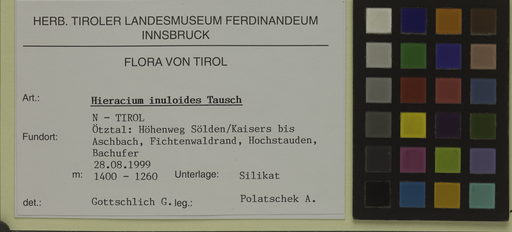 HERB. TIROLER LANDESMUSEUM FERDINANDEUM
INNSBRUCK
FLORA VON TIROL
Art.: Hieracium inuloides Tausch
N - TIROL
Fundort: Ötztal: Höhenweg Sölden/Kaisers bis
Aschbach, Fichtenwaldrand, Hochstauden,
Bachufer
28.08.1999
m: 1400 - 1260 Unterlage: Silikat
det.: Gottschlich G. leg.: Polatschek A.